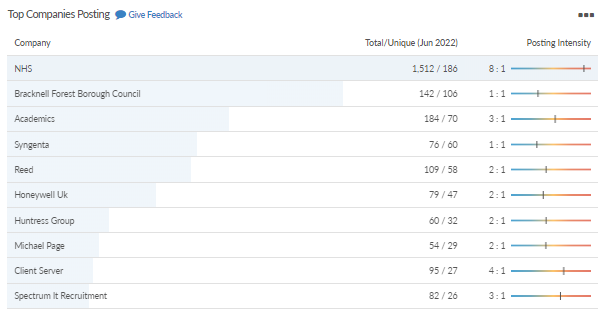 Top Companies Posting Give Feedback
Company Total/Unique (Jun 2022) Posting Intensity
NHS 1,512 / 186 8 : 1
Bracknell Forest Borough Council 142 / 106 1 : 1
Academics 184 / 70 3 : 1
Syngenta 76 / 60 1 : 1
Reed 109 / 58 2 : 1
Honeywell Uk 79 / 47 2 : 1
Huntress Group 60 / 32 2 : 1
Michael Page 54 / 29 2 : 1
Client Server 95 / 27 4 : 1
Spectrum It Recruitment 82 / 26 3 : 1